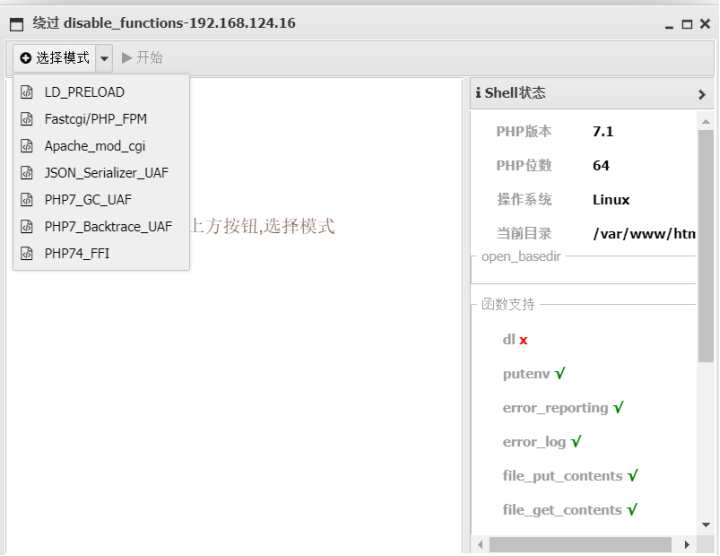 绕过 disable_functions-192.168.124.16
选择模式
开始
LD_PRELOAD
Fastcgi/PHP_FPM
Apache_mod_cgi
JSON_Serializer_UAF
PHP7_GC_UAF
PHP7_Backtrace_UAF
PHP74_FFI
上方按钮,选择模式
Shell状态
PHP版本 7.1
PHP位数 64
操作系统 Linux
当前目录 /var/www/htm
open_basedir
函数支持
dl x
putenv √
error_reporting √
error_log √
file_put_contents √
file_get_contents √